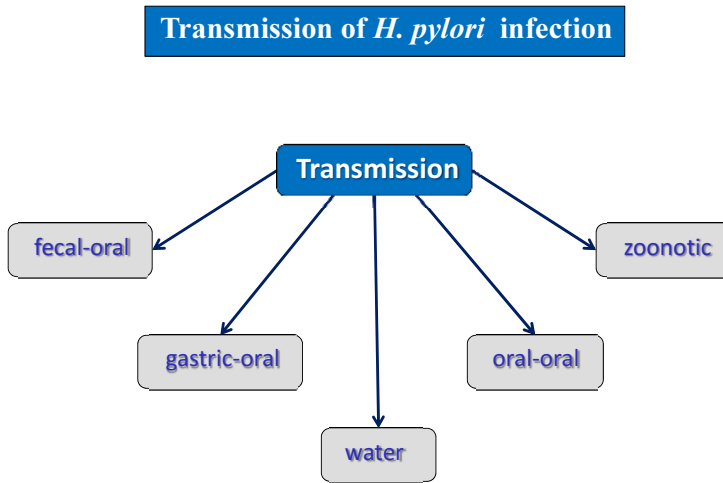 Transmission of H. pylori infection
Transmission
fecal-oral
zoonotic
gastric-oral
oral-oral
water